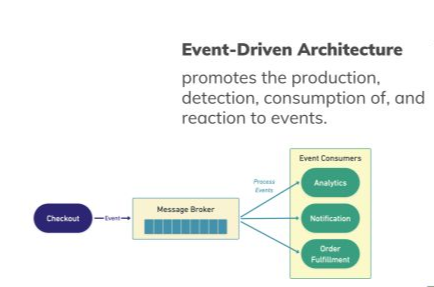 Event-Driven Architecture
promotes the production,
detection, consumption of, and
reaction to events.
Event Consumers
Process
Events
Analytics
Message Broker
Checkout
Event
Notification
Order
Fulfillment